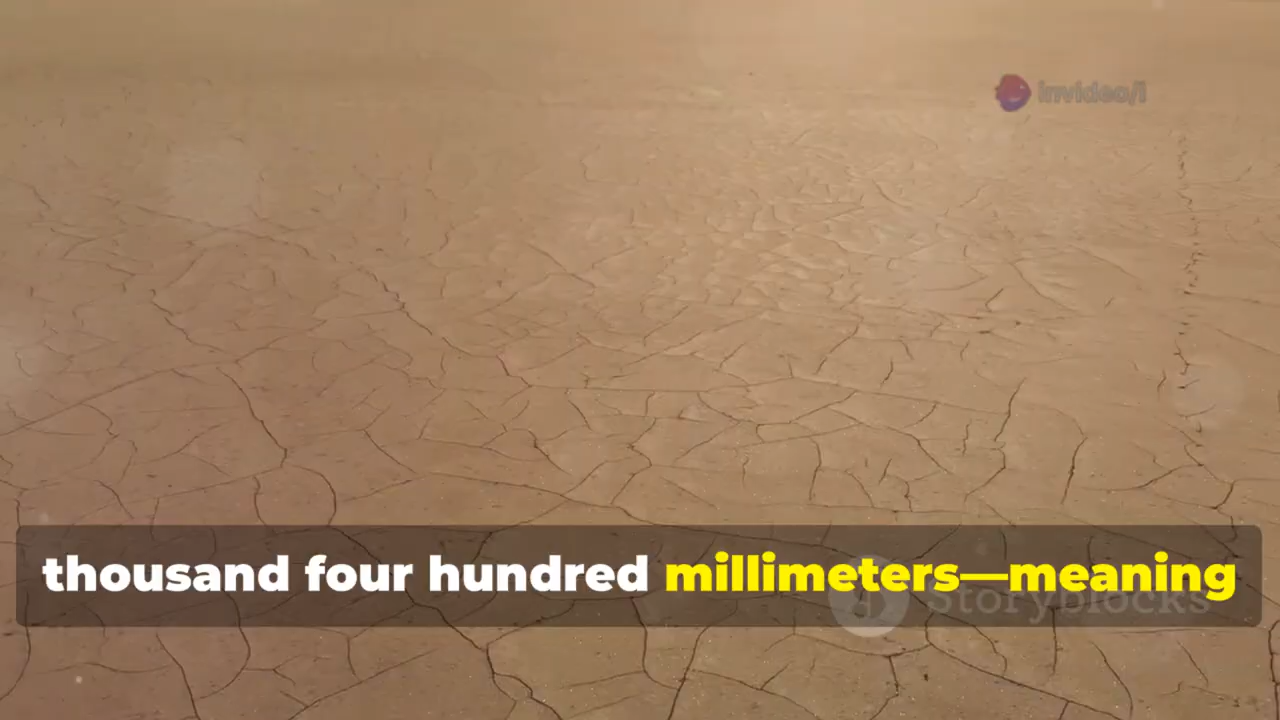 invideo/i
thousand four hundred millimeters—meaning
Storyblocks